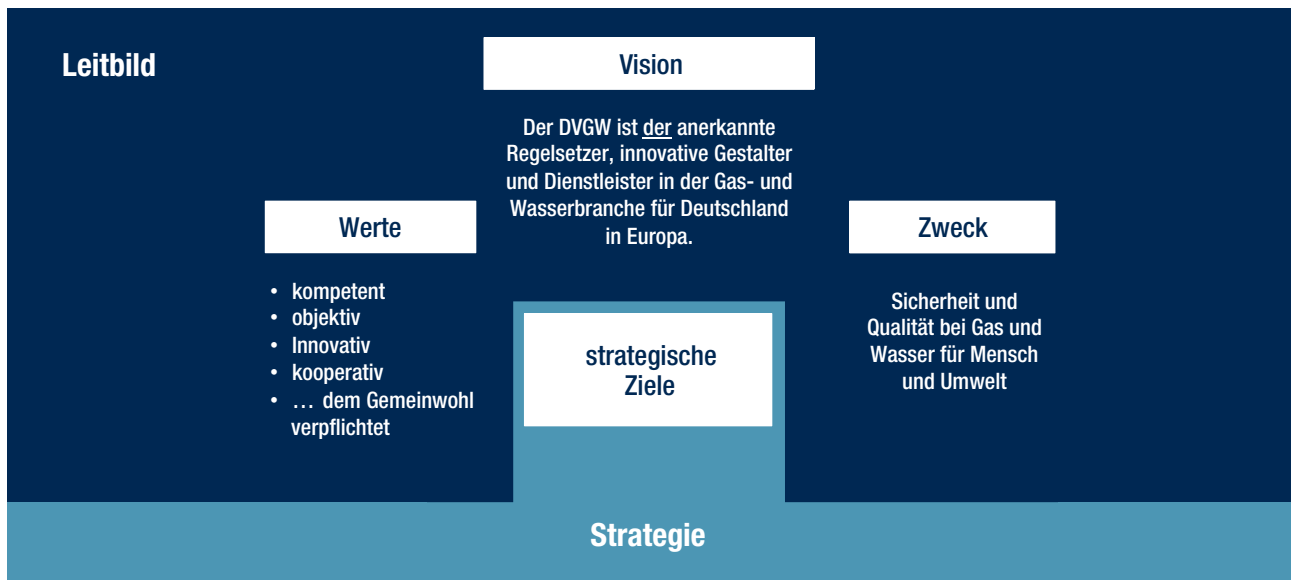 Leitbild
Vision
Der DVGW ist der anerkannte
Regelsetzer, innovative Gestalter
und Dienstleister in der Gas- und
Wasserbranche für Deutschland
in Europa.
Werte
• kompetent
• objektiv
• Innovativ
• kooperativ
• … dem Gemeinwohl
verpflichtet
strategische
Ziele
Zweck
Sicherheit und
Qualität bei Gas und
Wasser für Mensch
und Umwelt
Strategie